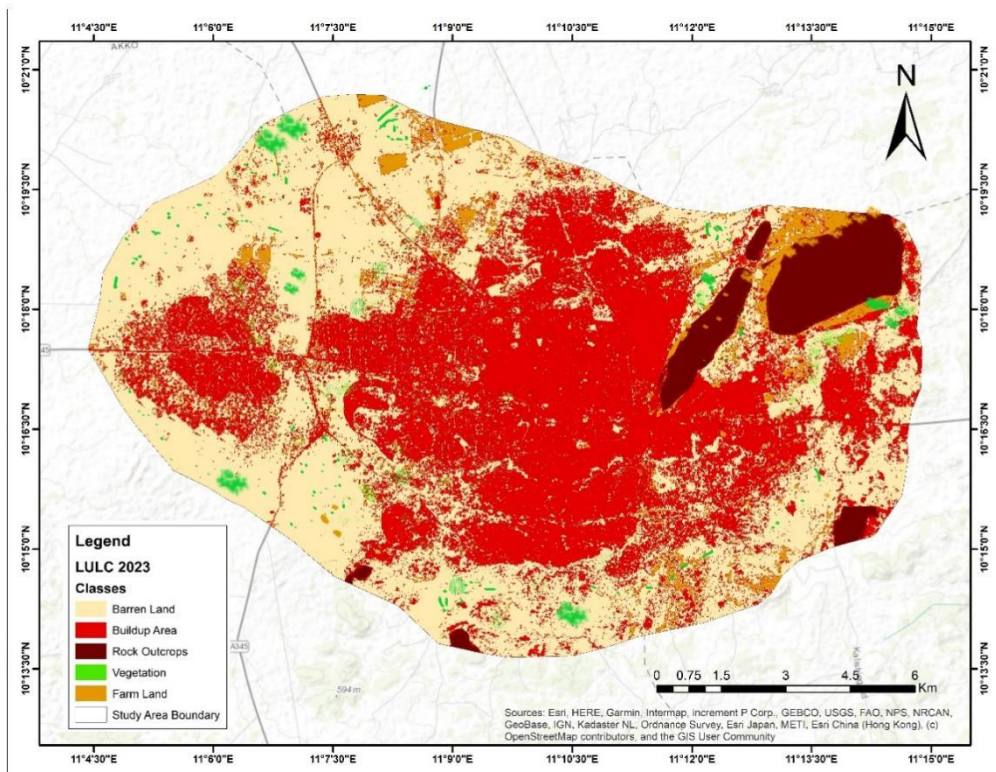 11°4'30"E 11°6'0"E 11°7'30"E 11°9'0"E 11°10'30"E 11°12'0"E 11°13'30"E 11°15'0"E
AKKO
10°21'0"N 10°21'0"N
N
10°19'30"N 10°19'30"N
10°18'0"N 10°18'0"N
45
10°16'0"N 10°16'0"N
10°15'0"N 10°15'0"N
Legend
LULC 2023
Classes
Barren Land
Buildup Area
Rock Outcrops
Vegetation
Farm Land
Study Area Boundary
A345
594 m
10°13'30"N 10°13'30"N
0 0.75 1.5 3 4.5 6
Km
Sources: Esri, HERE, Garmin, Intermap, increment P Corp., GEBCO, USGS, FAO, NPS, NRCAN,
GeoBase, IGN, Kadaster NL, Ordnance Survey, Esri Japan, METI, Esri China (Hong Kong), (c)
OpenStreetMap contributors, and the GIS User Community
11°4'30"E 11°6'0"E 11°7'30"E 11°9'0"E 11°10'30"E 11°12'0"E 11°13'30"E 11°15'0"E